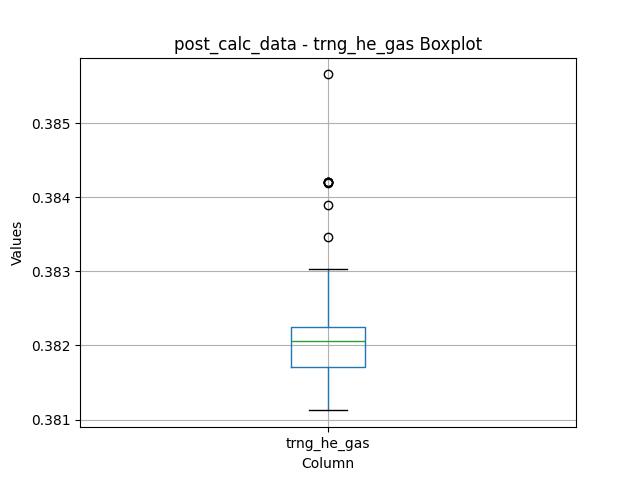 post_calc_data - trng_he_gas Boxplot
0.385
0.384
0.383
0.382
0.381
Values
trng_he_gas
Column